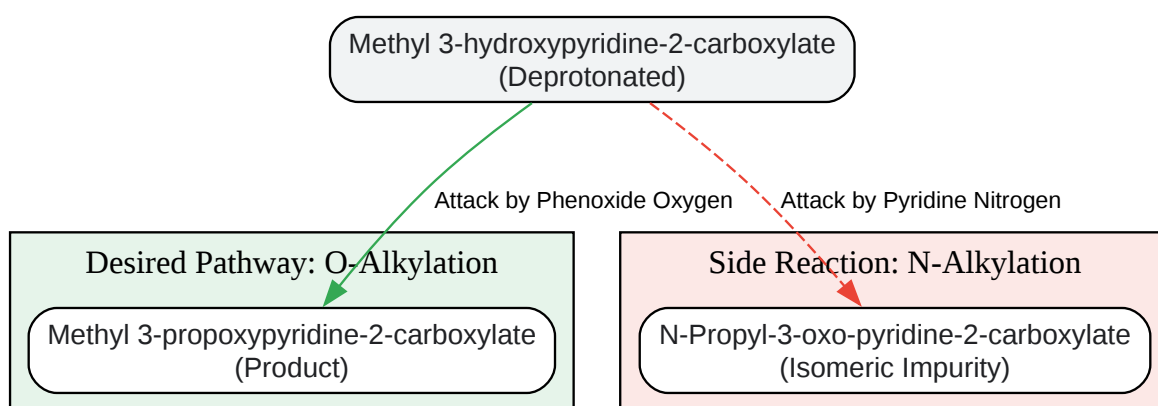 Methyl 3-hydroxypyridine-2-carboxylate
(Deprotonated)
Attack by Phenoxide Oxygen
Attack by Pyridine Nitrogen
Desired Pathway: O-Alkylation
Side Reaction: N-Alkylation
Methyl 3-propoxypyridine-2-carboxylate
(Product)
N-Propyl-3-oxo-pyridine-2-carboxylate
(Isomeric Impurity)